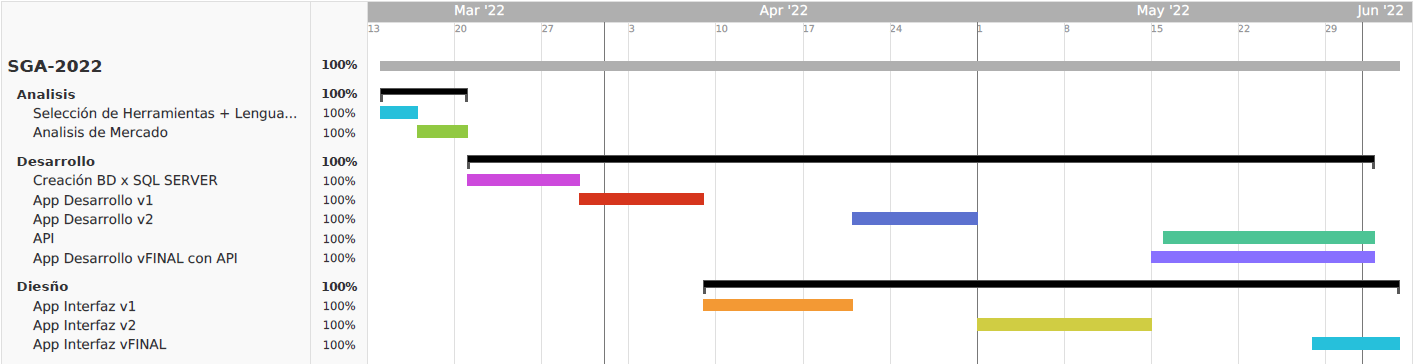 Mar '22 Apr '22 May '22 Jun '22
13 20 27 3 10 17 24 1 8 15 22 29
SGA-2022 100%
Analisis 100%
Selección de Herramientas + Lengua... 100%
Analisis de Mercado 100%
Desarrollo 100%
Creación BD x SQL SERVER 100%
App Desarrollo v1 100%
App Desarrollo v2 100%
API 100%
App Desarrollo vFINAL con API 100%
Diesño 100%
App Interfaz v1 100%
App Interfaz v2 100%
App Interfaz vFINAL 100%